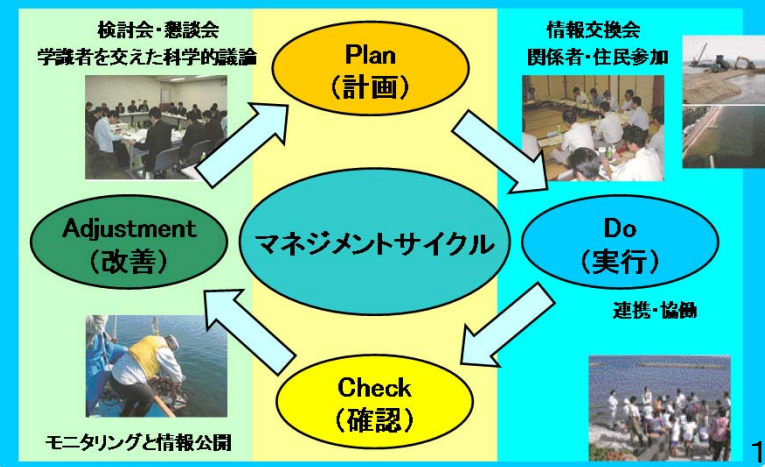 検討会・懇談会
学識者を交えた科学的議論
Plan
(計画)
情報交換会
関係者・住民参加
Adjustment
(改善)
マネジメントサイクル
Do
(実行)
連携・協働
Check
(確認)
モニタリングと情報公開
1